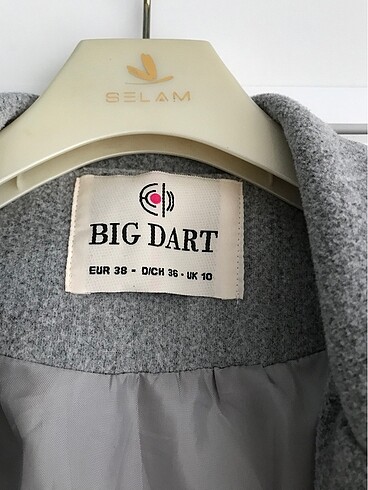 SELAM
BIG DART
EUR 38 - D/CH 36 - UK 10